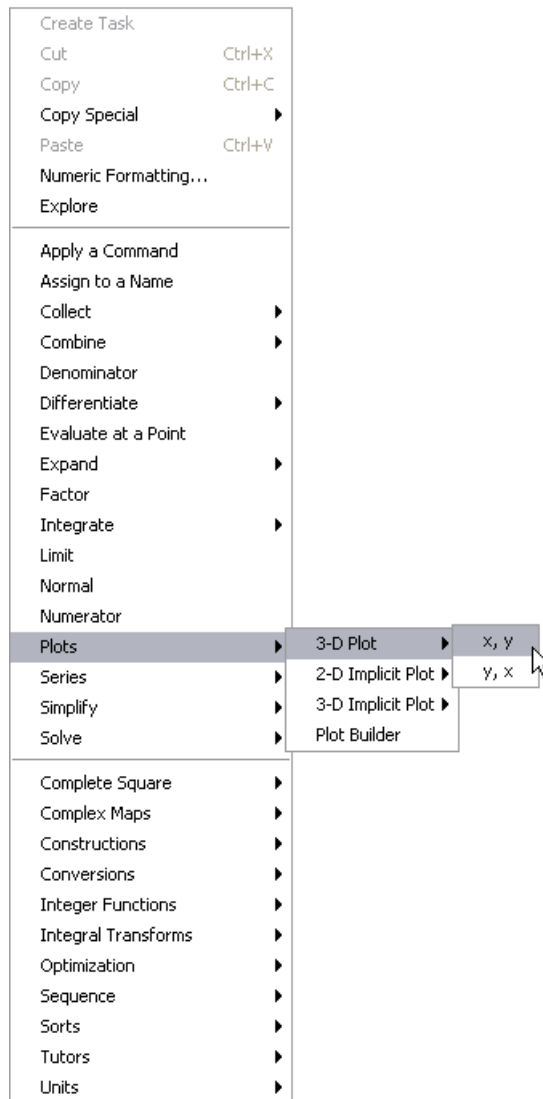 Create Task
Cut Ctrl+X
Copy Ctrl+C
Copy Special
Paste Ctrl+V
Numeric Formatting...
Explore
Apply a Command
Assign to a Name
Collect
Combine
Denominator
Differentiate
Evaluate at a Point
Expand
Factor
Integrate
Limit
Normal
Numerator
Plots
Series
Simplify
Solve
Complete Square
Complex Maps
Constructions
Conversions
Integer Functions
Integral Transforms
Optimization
Sequence
Sorts
Tutors
Units
3-D Plot
2-D Implicit Plot
3-D Implicit Plot
Plot Builder
x, y
y, x